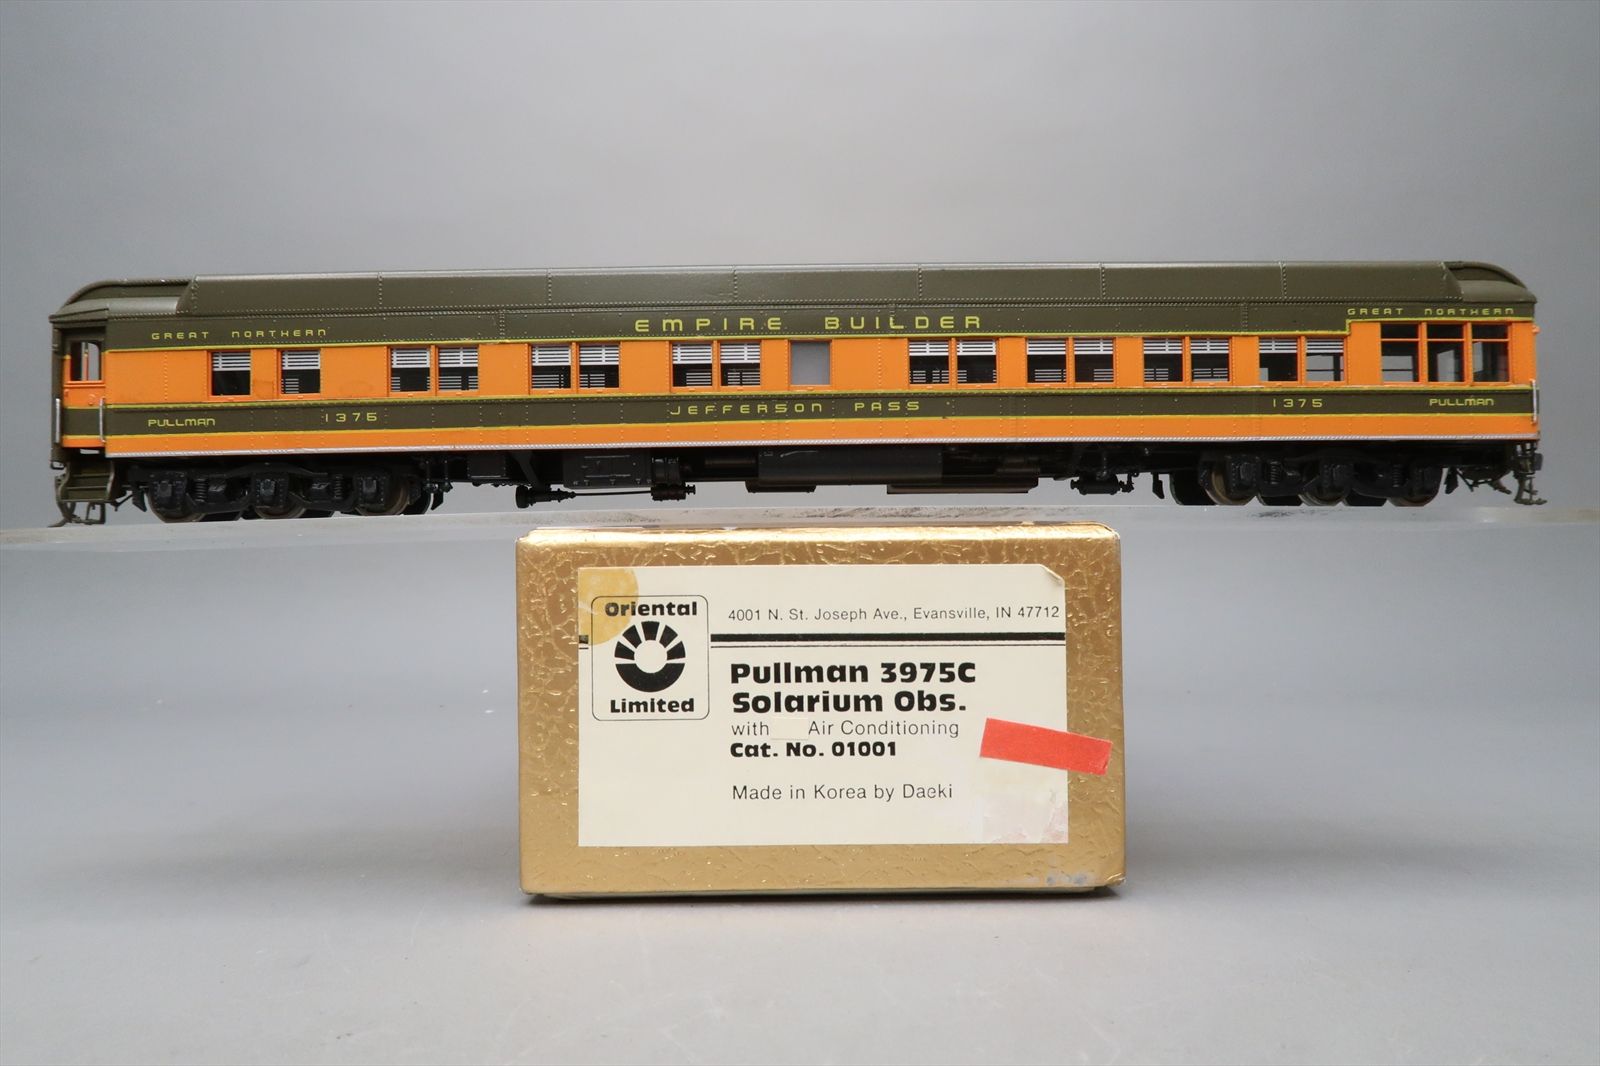 GREAT NORTHERN
EMPIRE BUILDER
GREAT NORTHERN
PULLMAN
1375
JEFFERSON PASS
1375
PULLMAN
Oriental
Limited
4001 N. St. Joseph Ave., Evansville, IN 47712
Pullman 3975C
Solarium Obs.
with Air Conditioning
Cat. No. 01001
Made in Korea by Daeki